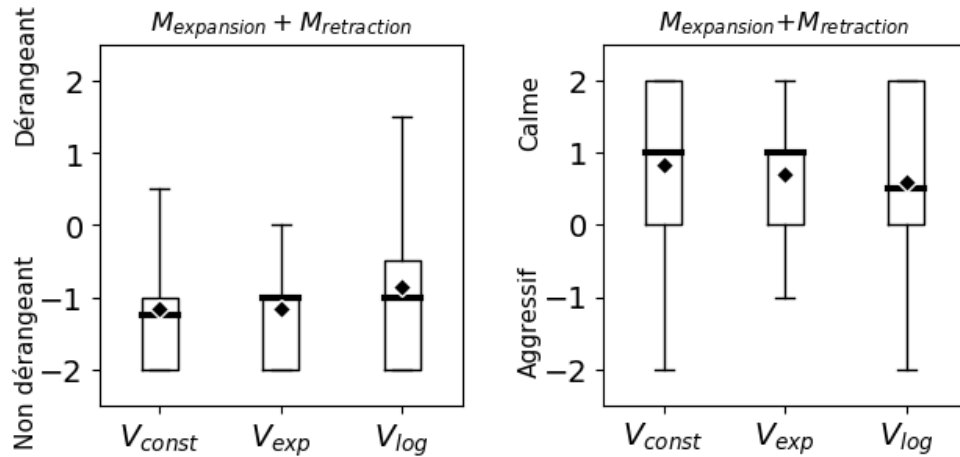 M_expansion + M_retraction
Dérangeant
Non dérangeant
2
1
0
−1
−2
V_const
V_exp
V_log
M_expansion+M_retraction
Calme
Aggressif
2
1
0
−1
−2
V_const
V_exp
V_log